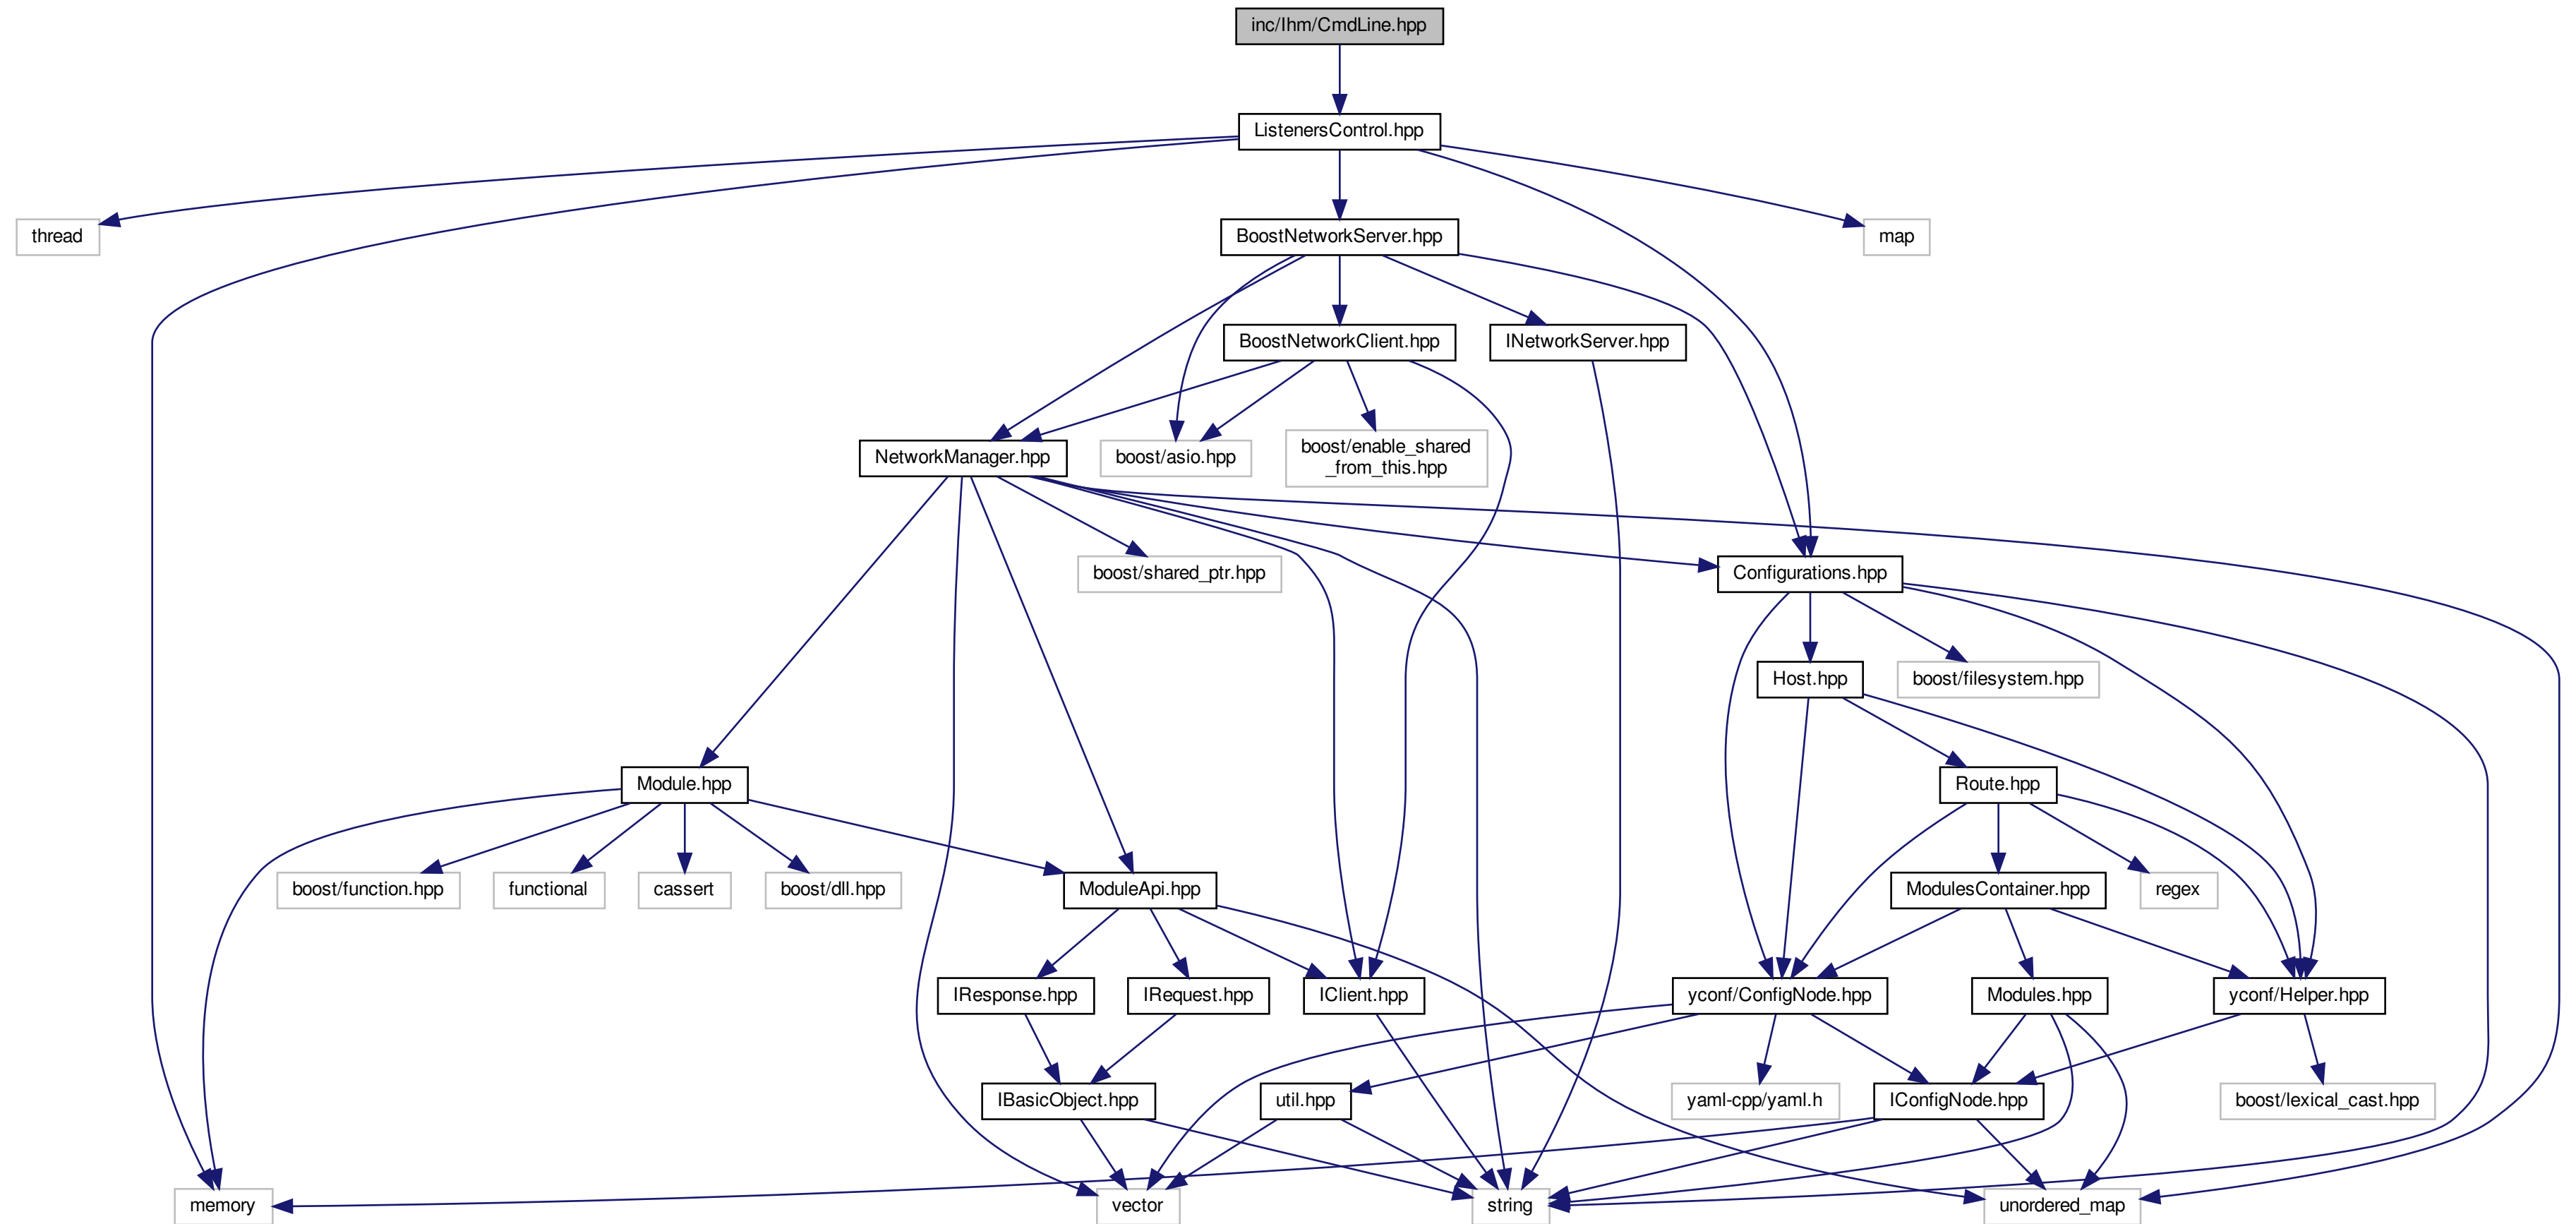 inc/Ihm/CmdLine.hpp
ListenersControl.hpp
thread
BoostNetworkServer.hpp
map
BoostNetworkClient.hpp
INetworkServer.hpp
NetworkManager.hpp
boost/asio.hpp
boost/enable_shared
_from_this.hpp
boost/shared_ptr.hpp
Configurations.hpp
Host.hpp
boost/filesystem.hpp
Module.hpp
Route.hpp
boost/function.hpp
functional
cassert
boost/dll.hpp
ModuleApi.hpp
ModulesContainer.hpp
regex
IResponse.hpp
IRequest.hpp
IClient.hpp
yconf/ConfigNode.hpp
Modules.hpp
yconf/Helper.hpp
IBasicObject.hpp
util.hpp
yaml-cpp/yaml.h
IConfigNode.hpp
boost/lexical_cast.hpp
memory
vector
string
unordered_map